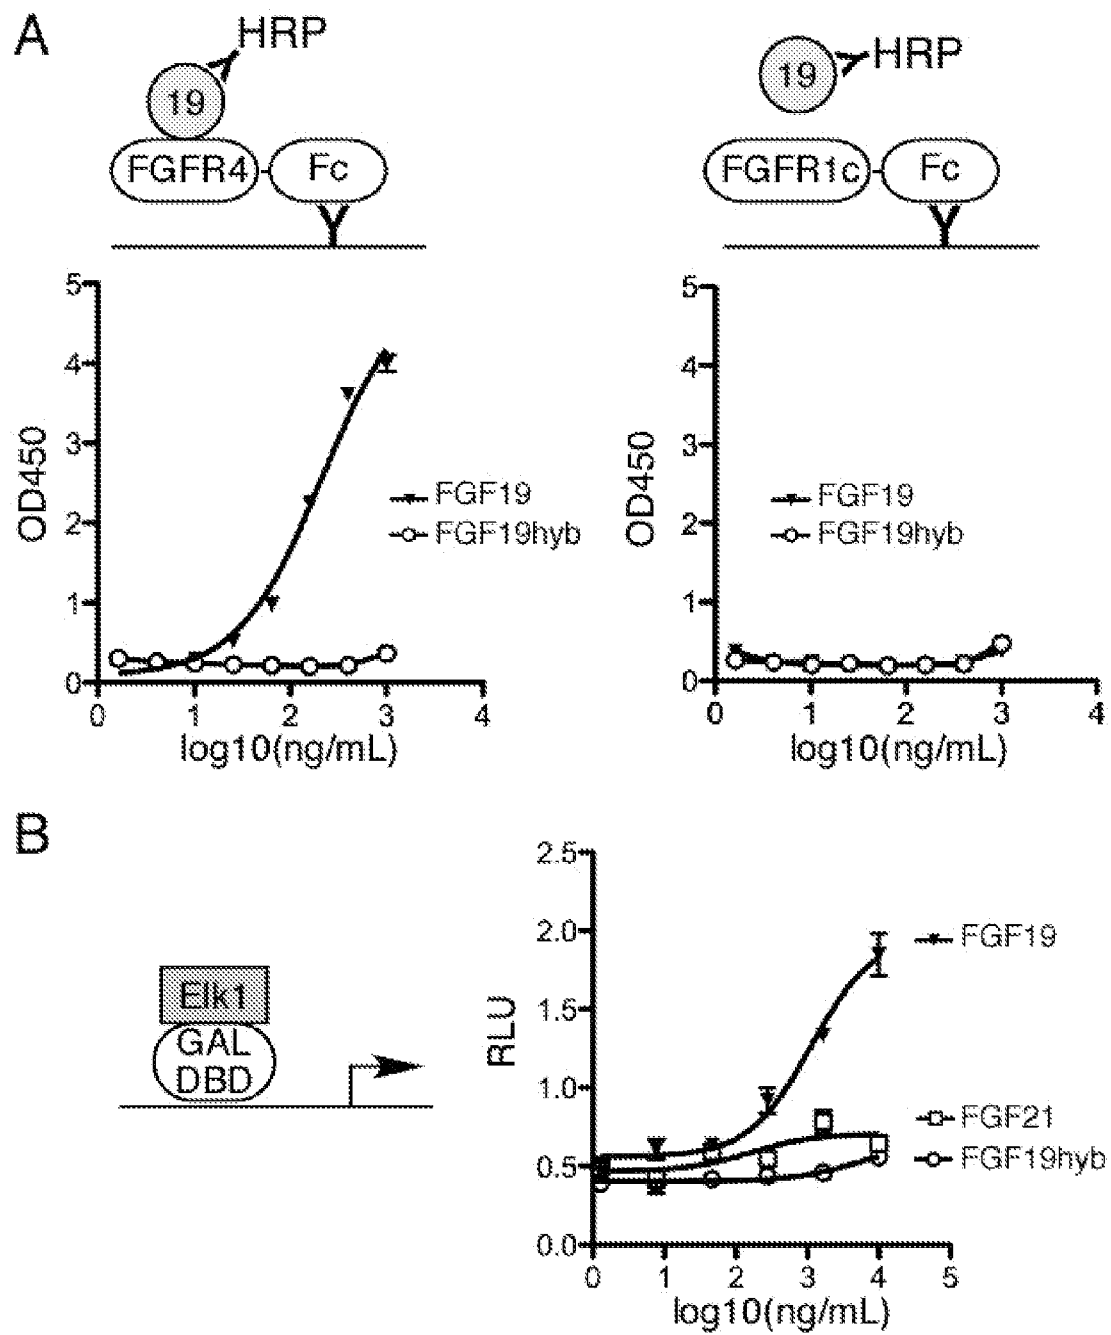 A
HRP
19
FGFR4
Fc
HRP
19
FGFR1c
Fc
5
4
3
2
1
0
OD450
FGF19
FGF19hyb
0
1
2
3
4
log10(ng/mL)
5
4
3
2
1
0
OD450
FGF19
FGF19hyb
0
1
2
3
4
log10(ng/mL)
B
Elk1
GAL
DBD
2.5
2.0
1.5
1.0
0.5
0.0
RLU
FGF19
FGF21
FGF19hyb
0
1
2
3
4
5
log10(ng/mL)